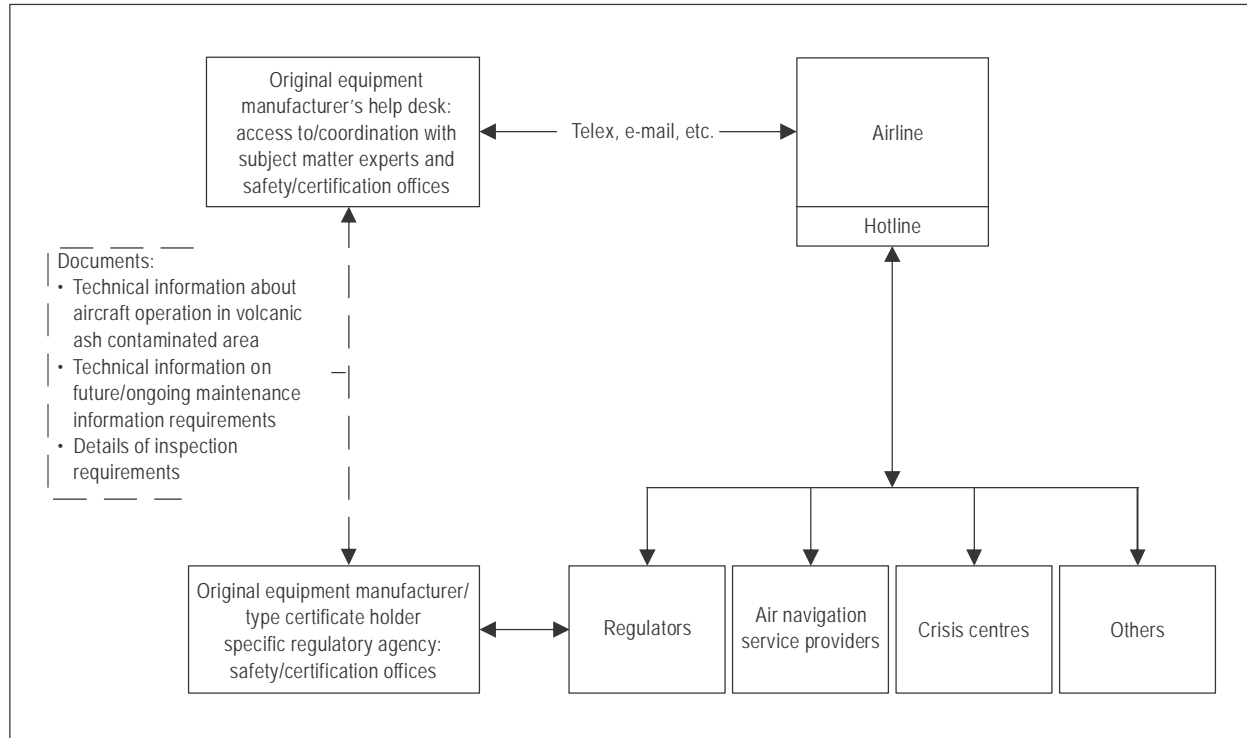 Original equipment
manufacturer’s help desk:
access to/coordination with
subject matter experts and
safety/certification offices
Telex, e-mail, etc.
Airline
Hotline
Documents:
• Technical information about
aircraft operation in volcanic
ash contaminated area
• Technical information on
future/ongoing maintenance
information requirements
• Details of inspection
requirements
Original equipment manufacturer/
type certificate holder
specific regulatory agency:
safety/certification offices
Regulators
Air navigation
service providers
Crisis centres
Others